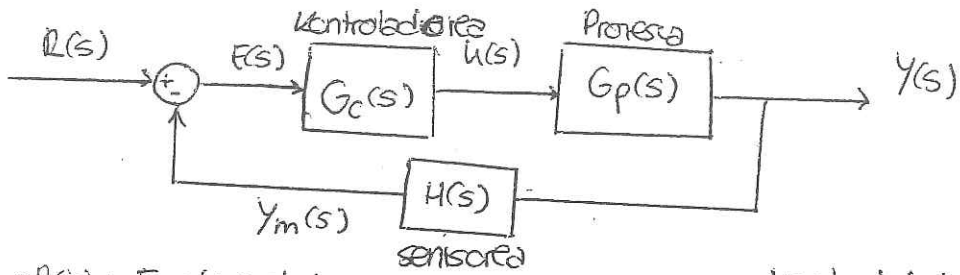 Kontroladorea Prozesua
R(s) E(s) Gc(s) U(s) Gp(s) Y(s)
Ym(s) H(s)
sentsorea